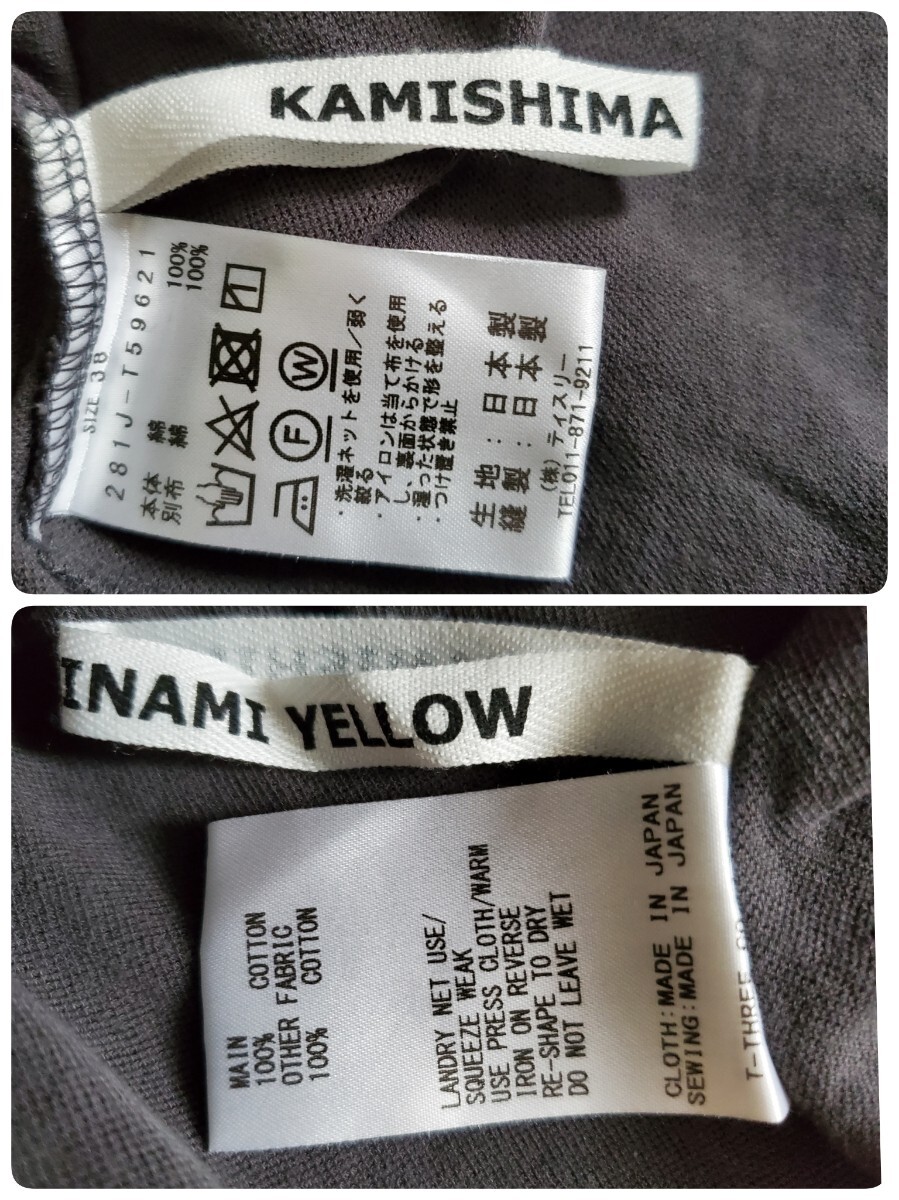 KAMISHIMA
SIZE 38
281J-T59621
本体 綿 100%
別布 綿 100%
W
F
・洗濯ネットを使用/弱く
絞る
・アイロンは当て布を使用
し、裏面からかける
・濡った状態で形を整える
・つけ置き禁止
生地:日本製
縫製:日本製
(株)ティスリー
TEL011-871-9211
INAMI YELLOW
MAIN COTTON
100%
OTHER FABRIC
100% COTTON
LANDRY NET USE/
SQUEEZE WEAK
USE PRESS CLOTH/WARM
IRON ON REVERSE
RE-SHAPE TO DRY
DO NOT LEAVE WET
CLOTH:MADE IN JAPAN
SEWING:MADE IN JAPAN
T-THREE